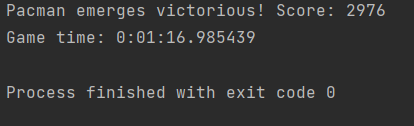 Pacman emerges victorious! Score: 2976
Game time: 0:01:16.985439
Process finished with exit code 0